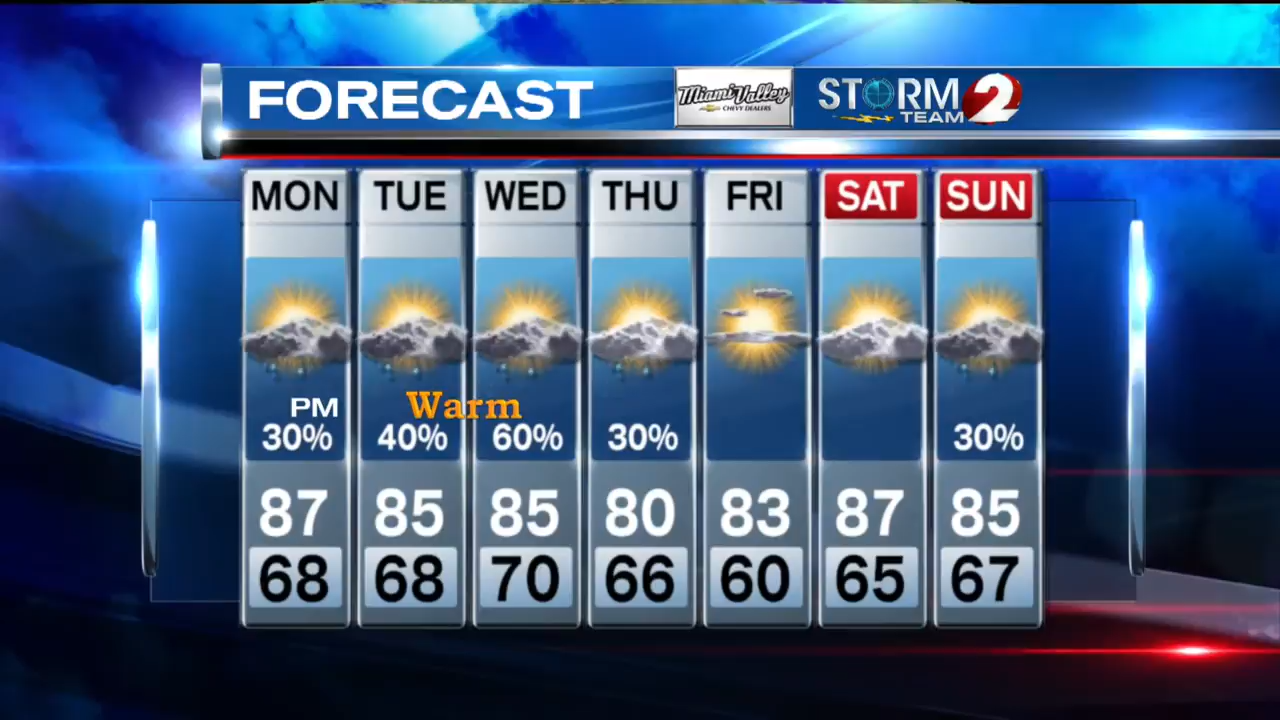 FORECAST
Miami Valley
CHEVY DEALERS
STORM
TEAM 2
MON TUE WED THU FRI SAT SUN
PM Warm
30% 40% 60% 30% 30%
87 85 85 80 83 87 85
68 68 70 66 60 65 67